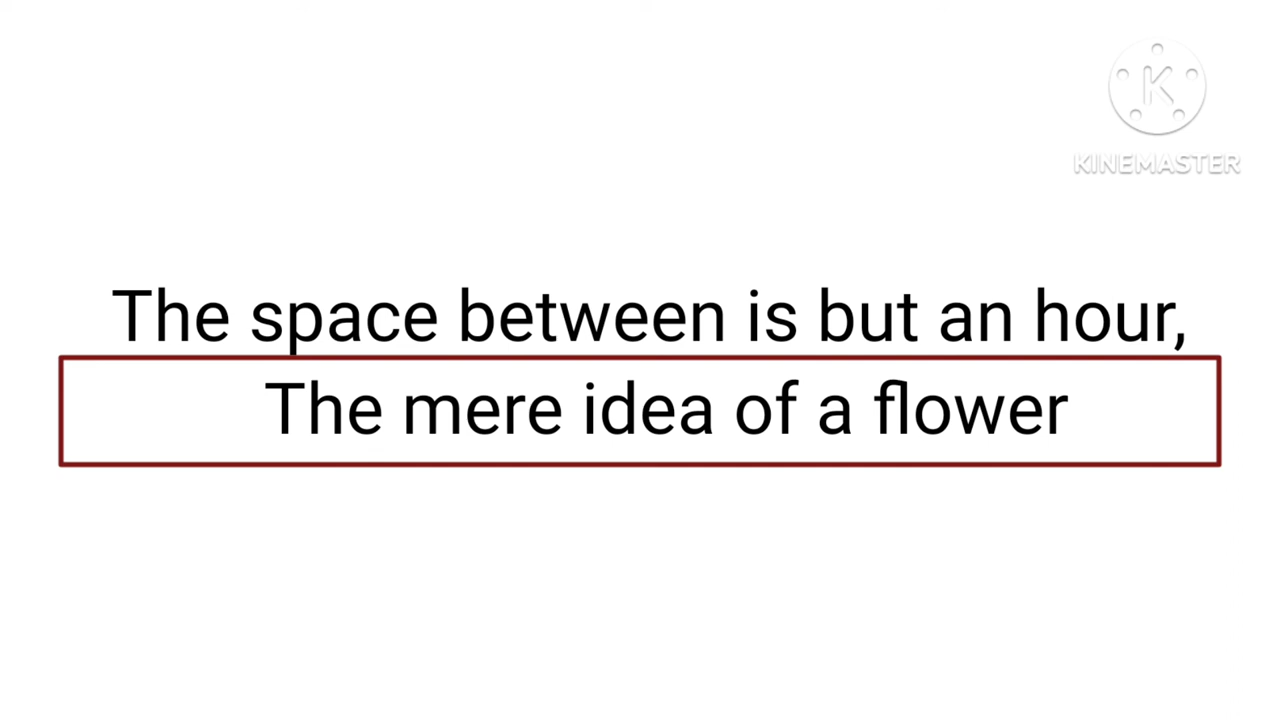 KINEMASTER
The space between is but an hour,
The mere idea of a flower